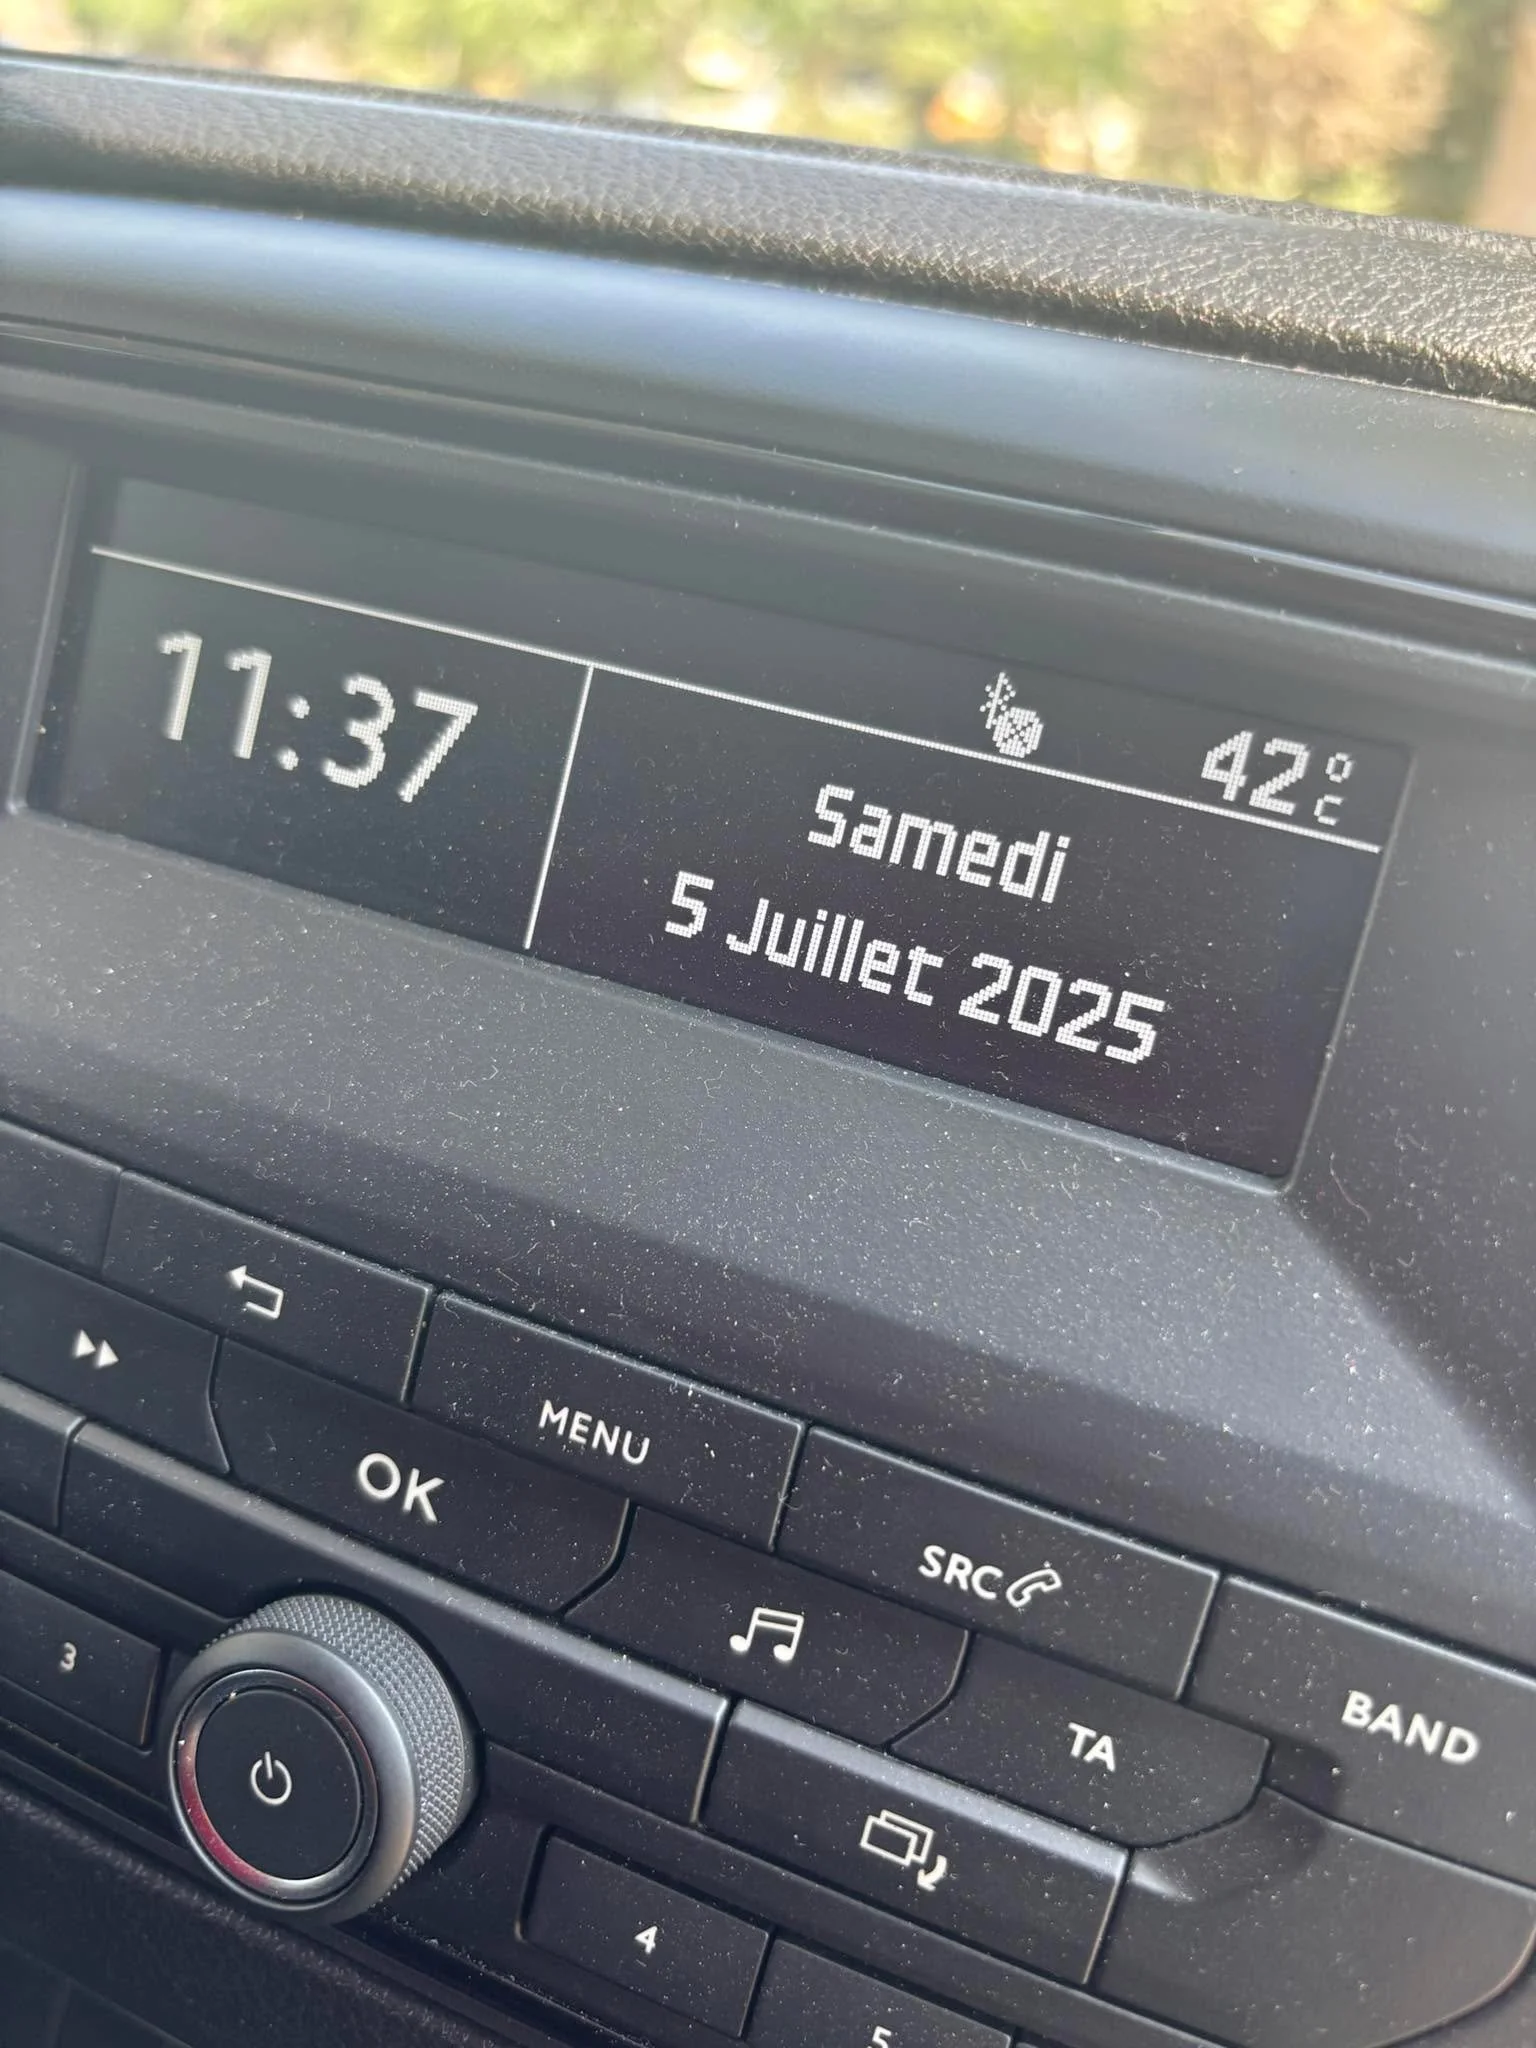 42°C
11:37
Samedi
5 Juillet 2025
MENU
OK
SRC
BAND
TA
3
4
5